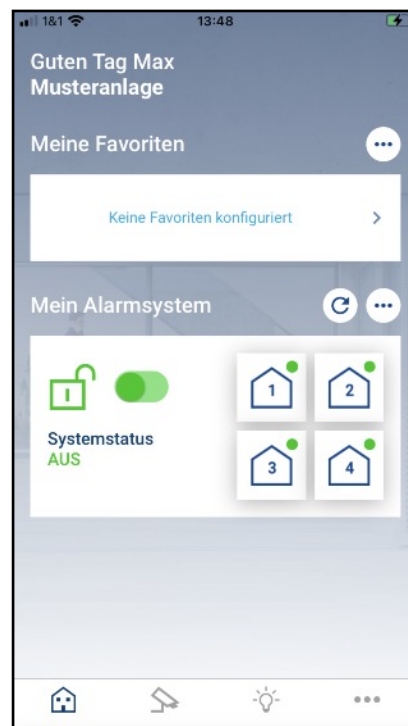 1&1
13:48
Guten Tag Max
Musteranlage
Meine Favoriten
Keine Favoriten konfiguriert
Mein Alarmsystem
1
2
Systemstatus
AUS
3
4